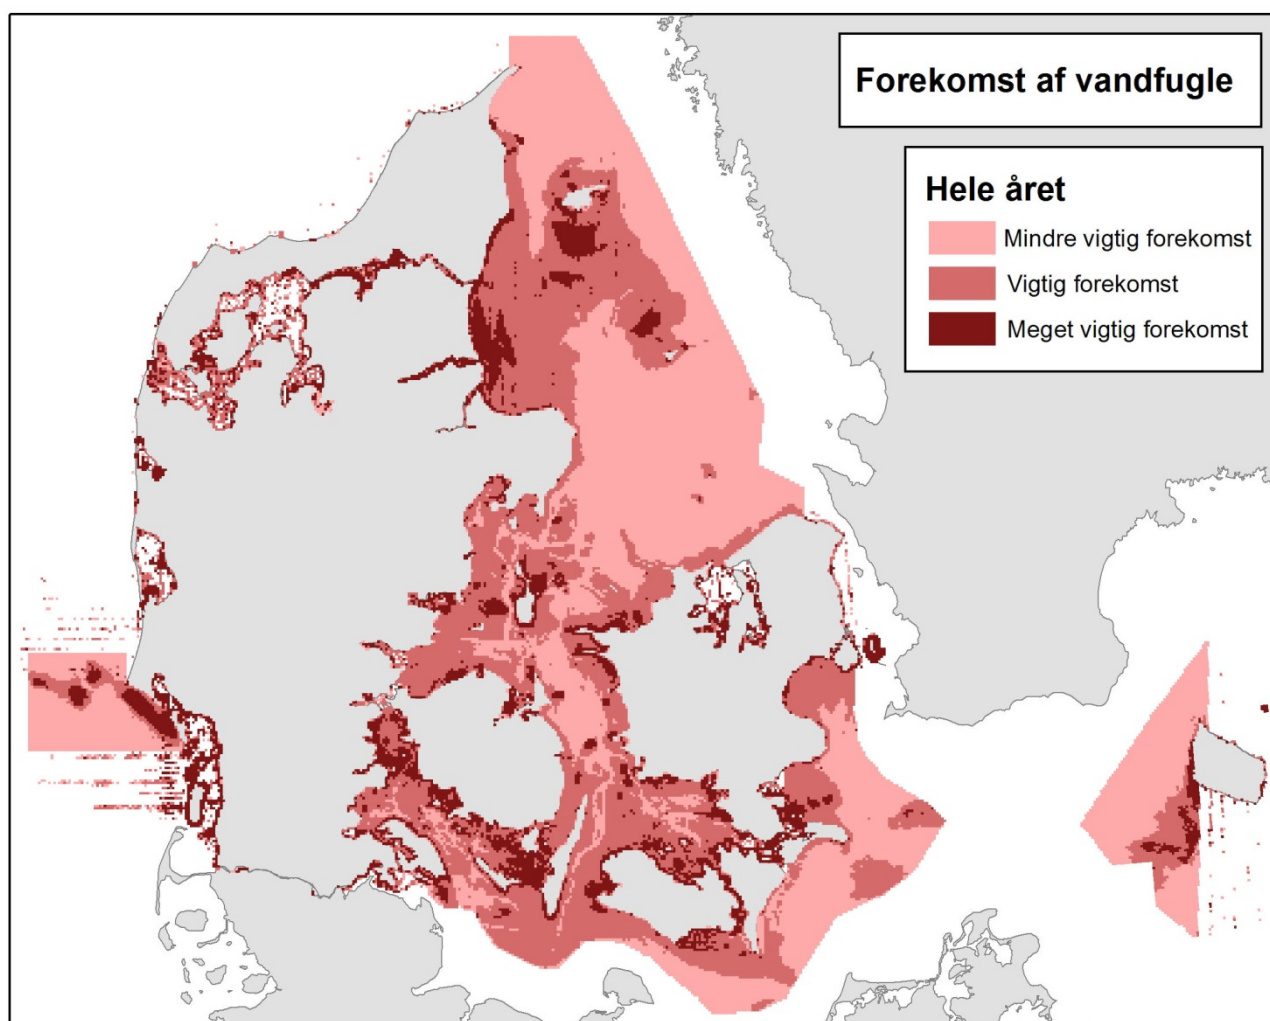 Forekomst af vandfugle
Hele året
Mindre vigtig forekomst
Vigtig forekomst
Meget vigtig forekomst